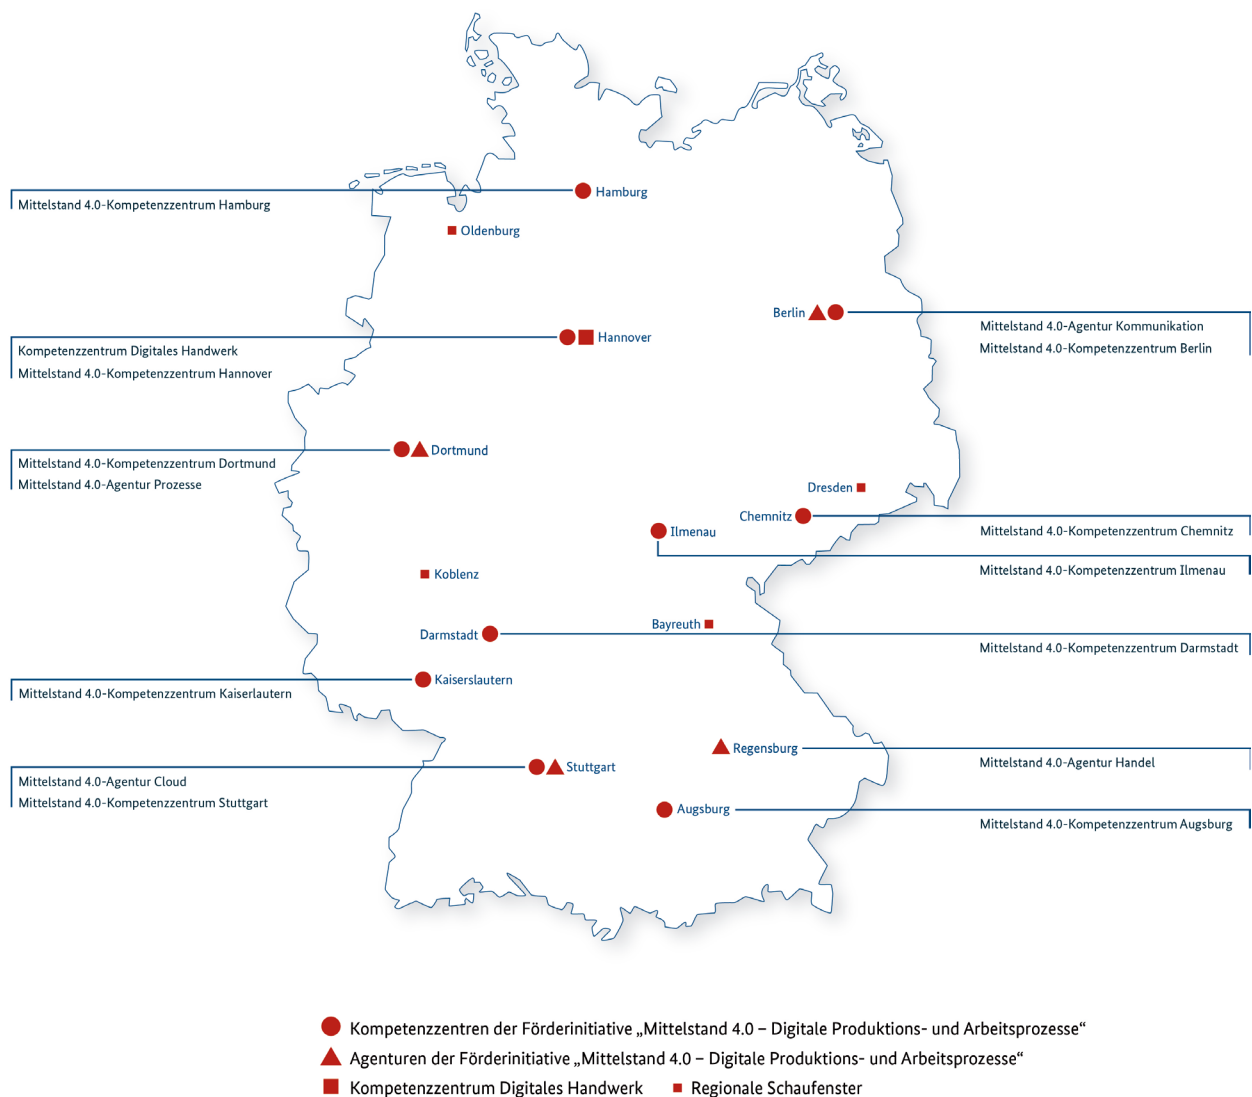 Hamburg
Mittelstand 4.0-Kompetenzzentrum Hamburg
Oldenburg
Berlin
Mittelstand 4.0-Agentur Kommunikation
Mittelstand 4.0-Kompetenzzentrum Berlin
Hannover
Kompetenzzentrum Digitales Handwerk
Mittelstand 4.0-Kompetenzzentrum Hannover
Dortmund
Mittelstand 4.0-Kompetenzzentrum Dortmund
Mittelstand 4.0-Agentur Prozesse
Dresden
Chemnitz
Mittelstand 4.0-Kompetenzzentrum Chemnitz
Ilmenau
Mittelstand 4.0-Kompetenzzentrum Ilmenau
Koblenz
Bayreuth
Darmstadt
Mittelstand 4.0-Kompetenzzentrum Darmstadt
Kaiserslautern
Mittelstand 4.0-Kompetenzzentrum Kaiserlautern
Regensburg
Mittelstand 4.0-Agentur Handel
Stuttgart
Mittelstand 4.0-Agentur Cloud
Mittelstand 4.0-Kompetenzzentrum Stuttgart
Augsburg
Mittelstand 4.0-Kompetenzzentrum Augsburg
Kompetenzzentren der Förderinitiative „Mittelstand 4.0 – Digitale Produktions- und Arbeitsprozesse“
Agenturen der Förderinitiative „Mittelstand 4.0 – Digitale Produktions- und Arbeitsprozesse“
Kompetenzzentrum Digitales Handwerk
Regionale Schaufenster